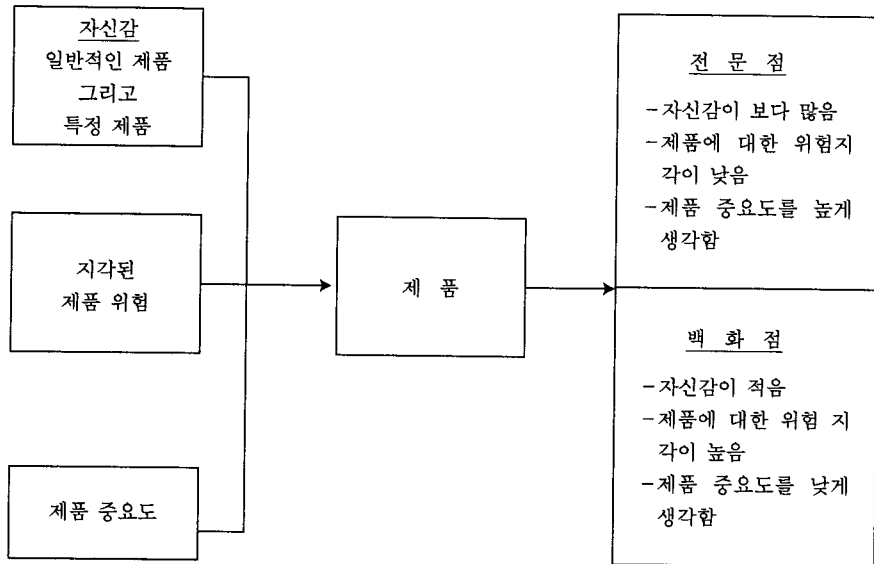 자신감
일반적인 제품
그리고
특정 제품
지각된
제품 위험
제품 중요도
제 품
전 문 점
-자신감이 보다 많음
-제품에 대한 위험지
각이 낮음
-제품 중요도를 높게
생각함
백 화 점
-자신감이 적음
-제품에 대한 위험 지
각이 높음
-제품 중요도를 낮게
생각함